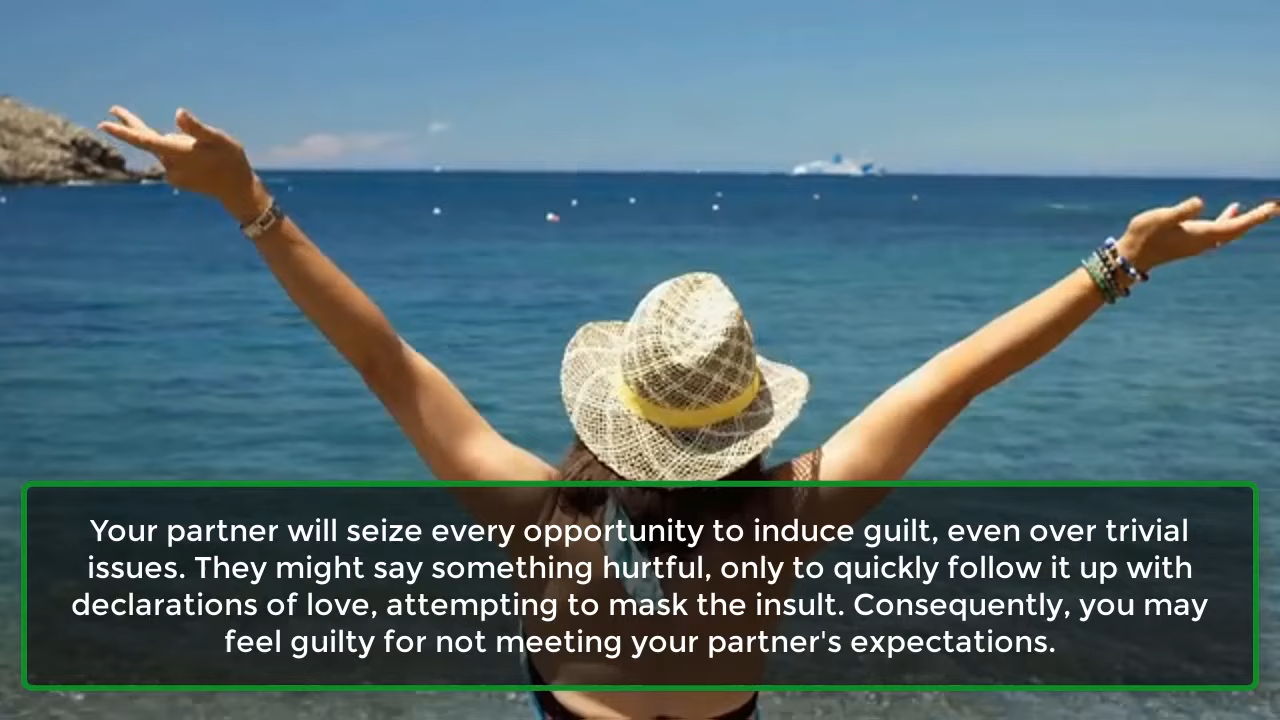 Your partner will seize every opportunity to induce guilt, even over trivial
issues. They might say something hurtful, only to quickly follow it up with
declarations of love, attempting to mask the insult. Consequently, you may
feel guilty for not meeting your partner's expectations.